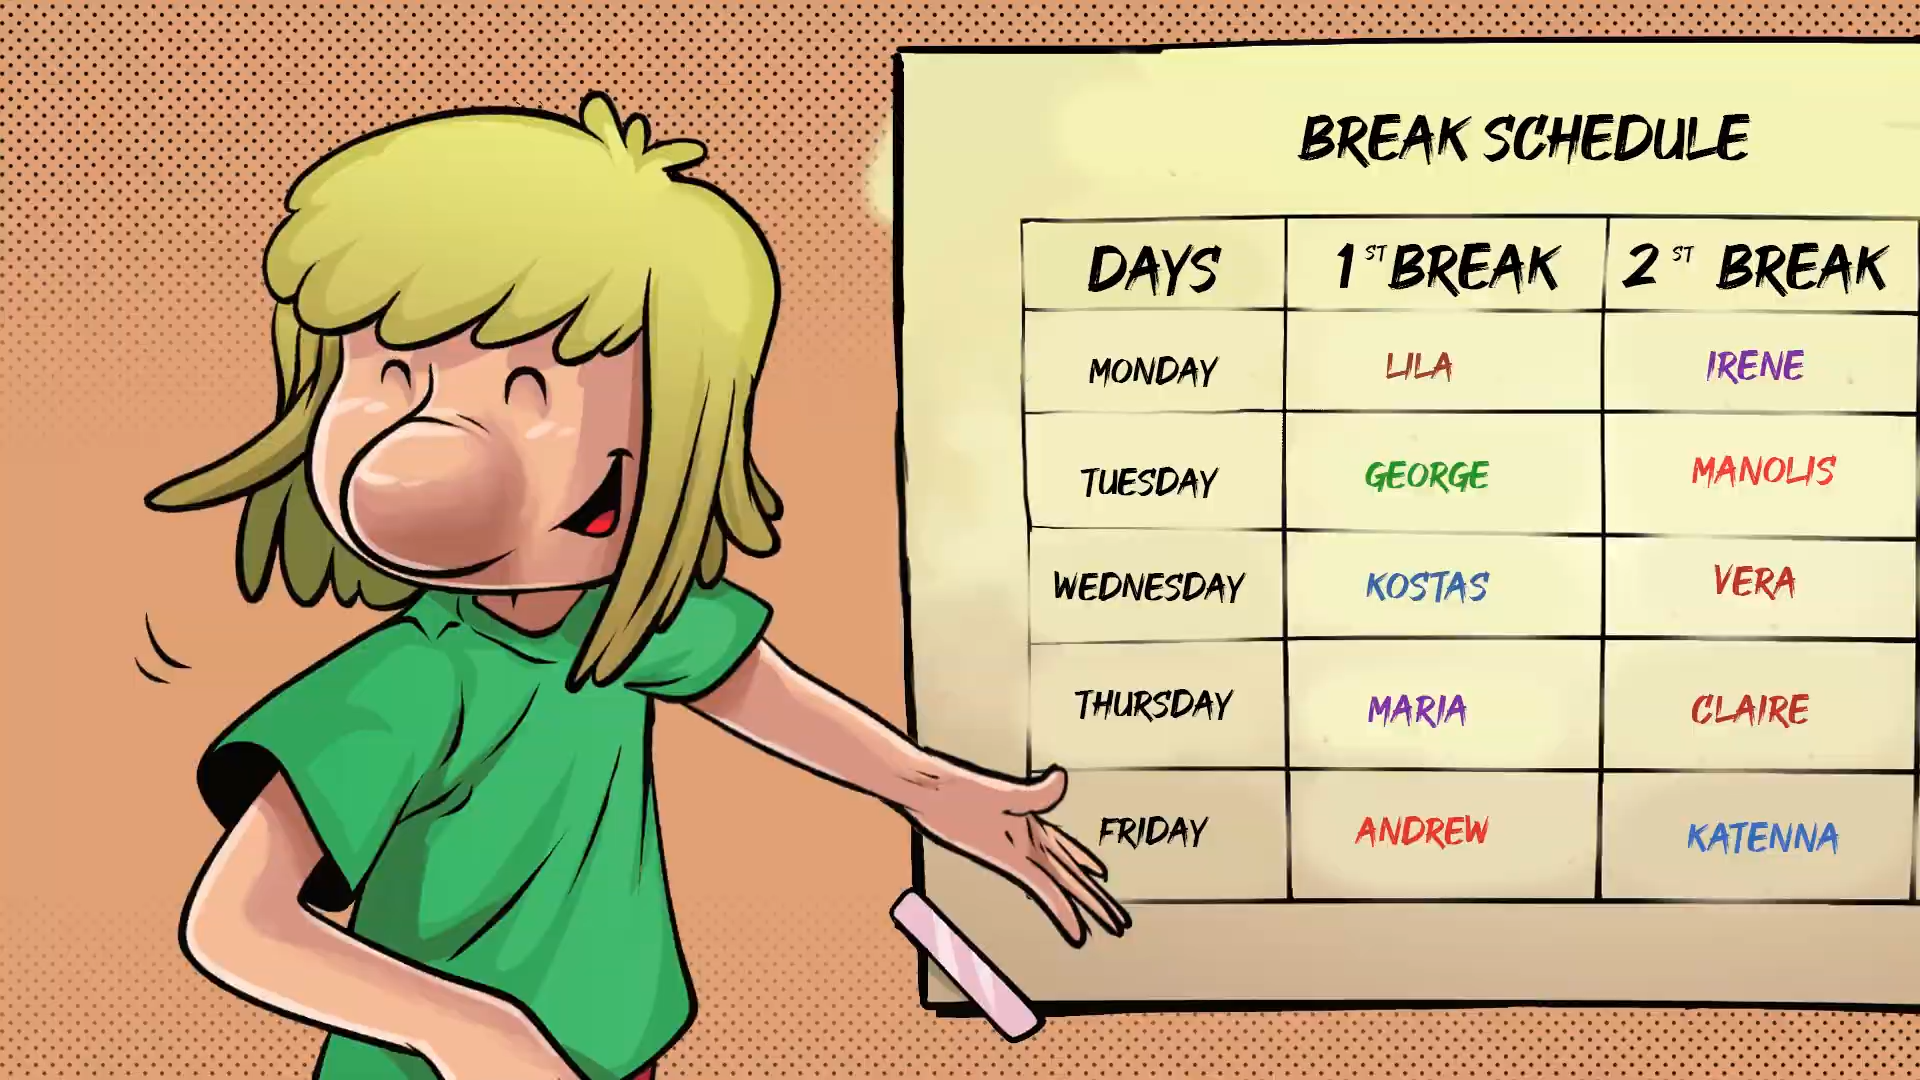 BREAK SCHEDULE
DAYS 1ST BREAK 2ST BREAK
MONDAY LILA IRENE
TUESDAY GEORGE MANOLIS
WEDNESDAY KOSTAS VERA
THURSDAY MARIA CLAIRE
FRIDAY ANDREW KATENNA